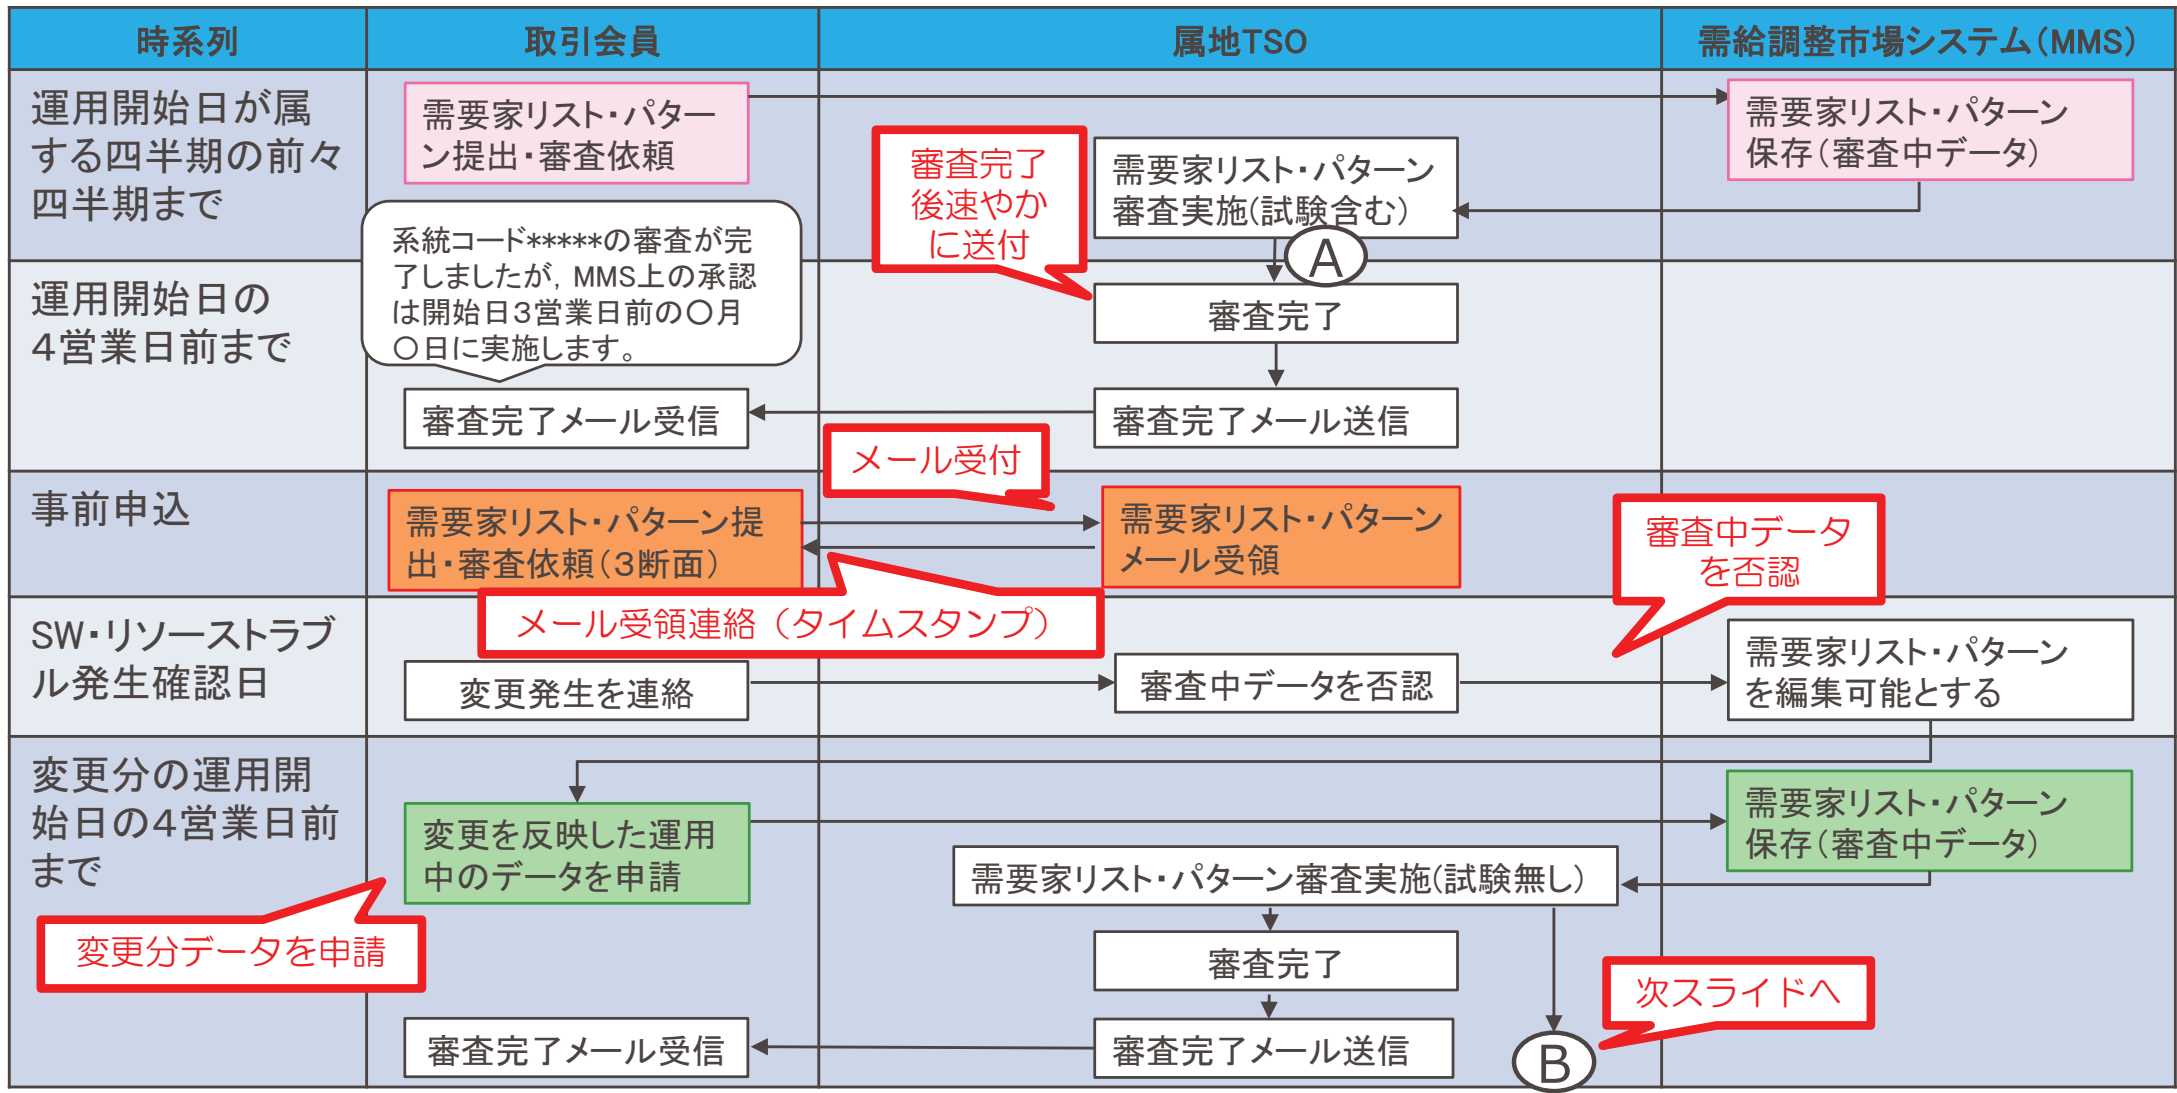 時系列
取引会員
属地TSO
需給調整市場システム(MMS)
運用開始日が属
する四半期の前々
四半期まで
需要家リスト・パター
ン提出・審査依頼
需要家リスト・パターン
保存(審査中データ)
審査完了
後速やか
に送付
需要家リスト・パターン
審査実施(試験含む)
A
系統コード*****の審査が完
了しましたが，MMS上の承認
は開始日3営業日前の〇月
〇日に実施します。
運用開始日の
4営業日前まで
審査完了
審査完了メール受信
審査完了メール送信
メール受付
事前申込
需要家リスト・パターン提
出・審査依頼(3断面)
需要家リスト・パターン
メール受領
審査中データ
を否認
メール受領連絡（タイムスタンプ）
SW・リソーストラブ
ル発生確認日
変更発生を連絡
審査中データを否認
需要家リスト・パターン
を編集可能とする
変更分の運用開
始日の4営業日前
まで
変更を反映した運用
中のデータを申請
需要家リスト・パターン
保存(審査中データ)
需要家リスト・パターン審査実施(試験無し)
変更分データを申請
審査完了
次スライドへ
審査完了メール受信
審査完了メール送信
B